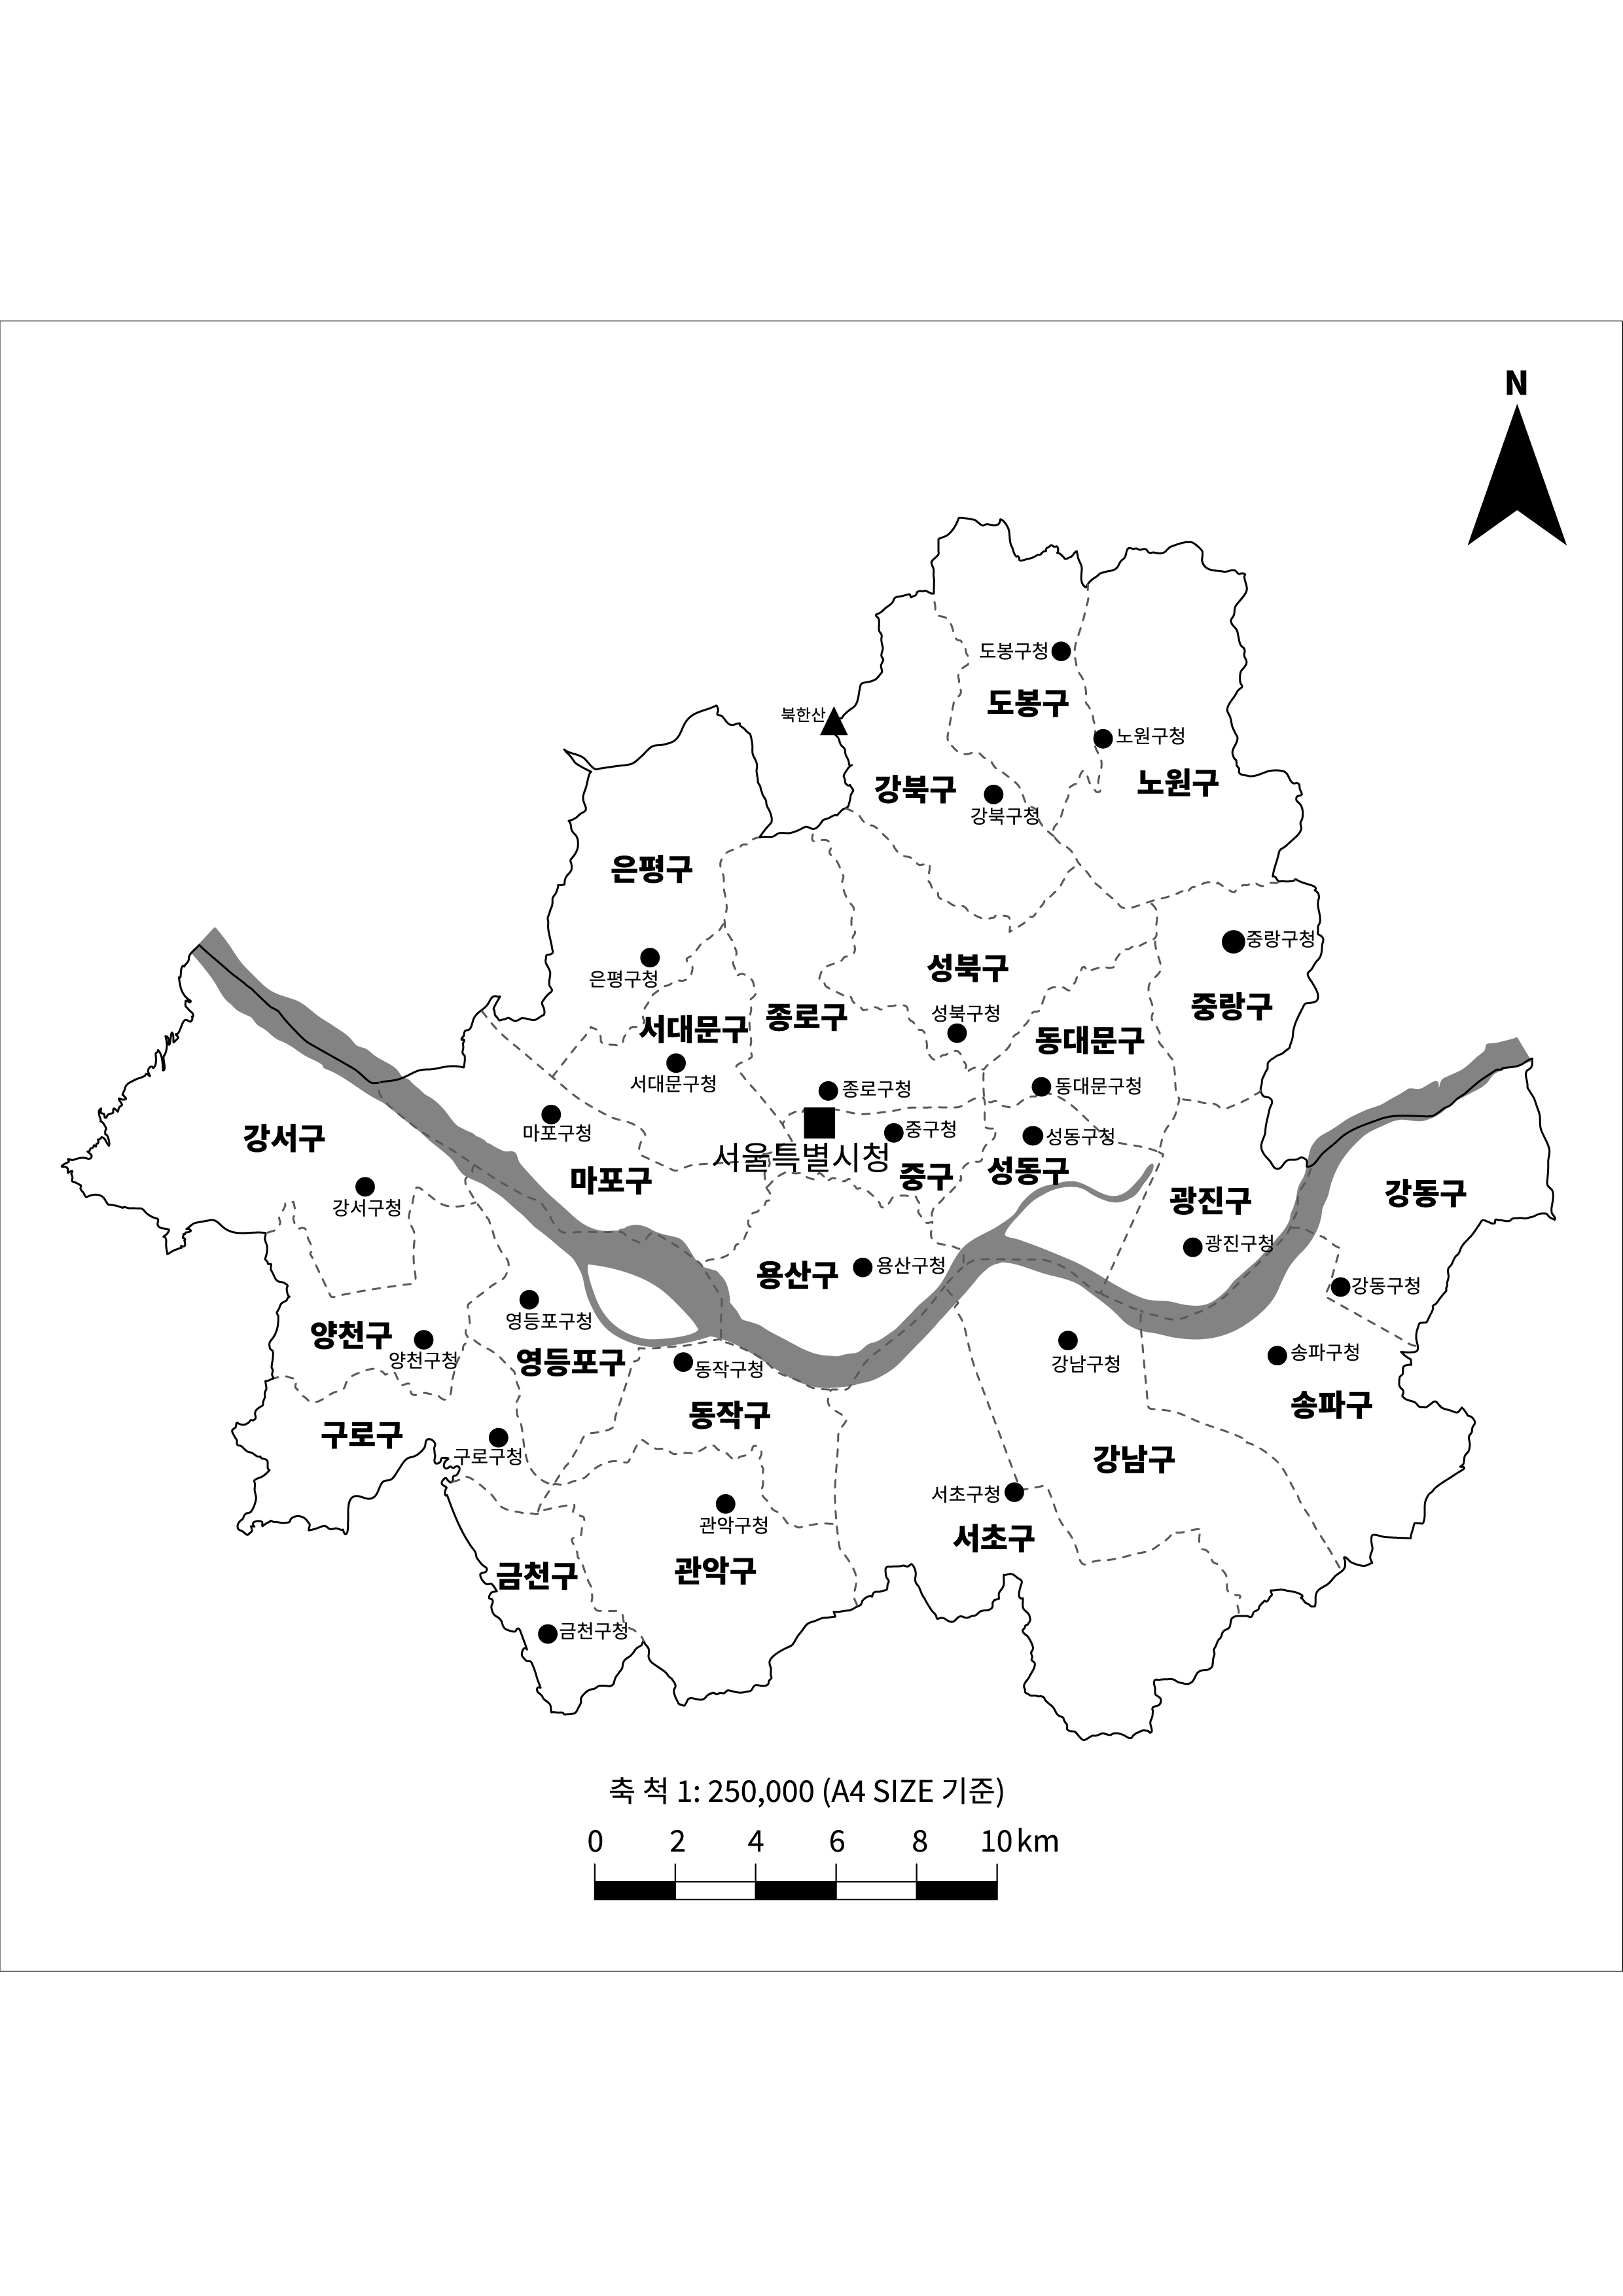 N
도봉구청
도봉구
북한산
노원구청
노원구
강북구
강북구청
은평구
중랑구청
성북구
은평구청
중랑구
성북구청
종로구
서대문구
동대문구
서대문구청
종로구청
동대문구청
마포구청
중구청
성동구청
강서구
서울특별시청
중구
성동구
마포구
강동구
강서구청
광진구
광진구청
용산구
용산구청
강동구청
영등포구청
양천구
양천구청
영등포구
동작구청
강남구청
송파구청
동작구
송파구
구로구
구로구청
강남구
서초구청
관악구청
서초구
금천구
관악구
금천구청
축 척 1: 250,000 (A4 SIZE 기준)
0 2 4 6 8 10 km